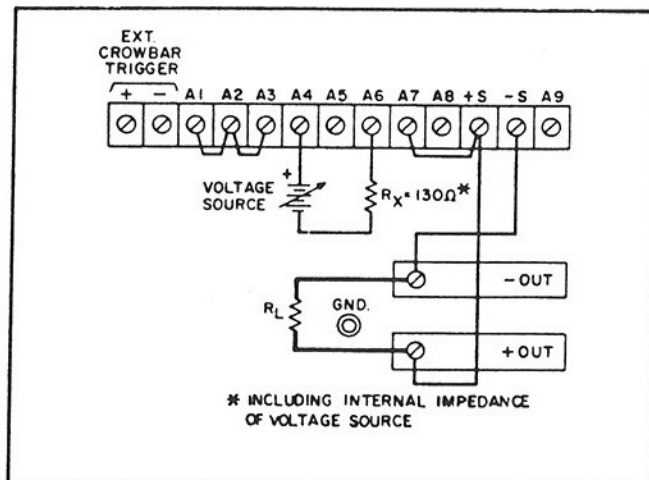 EXT.
CROWBAR
TRIGGER
+ − A1 A2 A3 A4 A5 A6 A7 A8 +S −S A9
+
VOLTAGE
SOURCE
RX = 130Ω*
− OUT
RL
GND.
+ OUT
* INCLUDING INTERNAL IMPEDANCE
OF VOLTAGE SOURCE